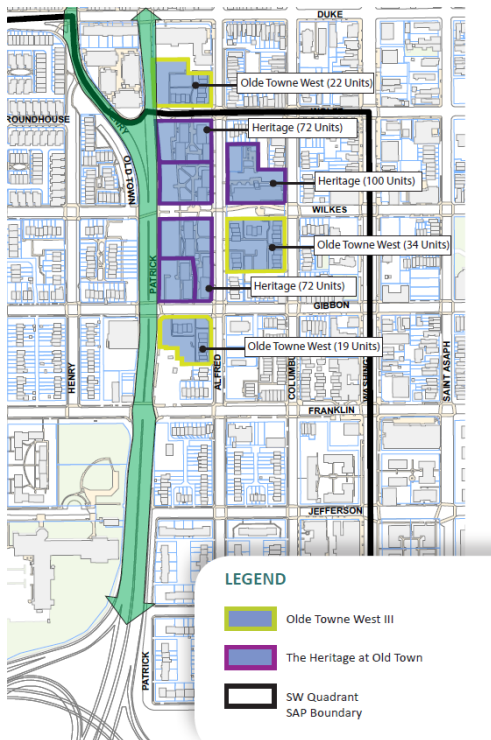 DUKE
Olde Towne West (22 Units)
ROUNDHOUSE
Heritage (72 Units)
OLD TOWN
Heritage (100 Units)
WILKES
Olde Towne West (34 Units)
PATRICK
Heritage (72 Units)
GIBBON
Olde Towne West (19 Units)
HENRY
ALFRED
COLUMBU
WASHING
SAINT ASAPH
FRANKLIN
JEFFERSON
LEGEND
Olde Towne West III
The Heritage at Old Town
PATRICK
SW Quadrant
SAP Boundary